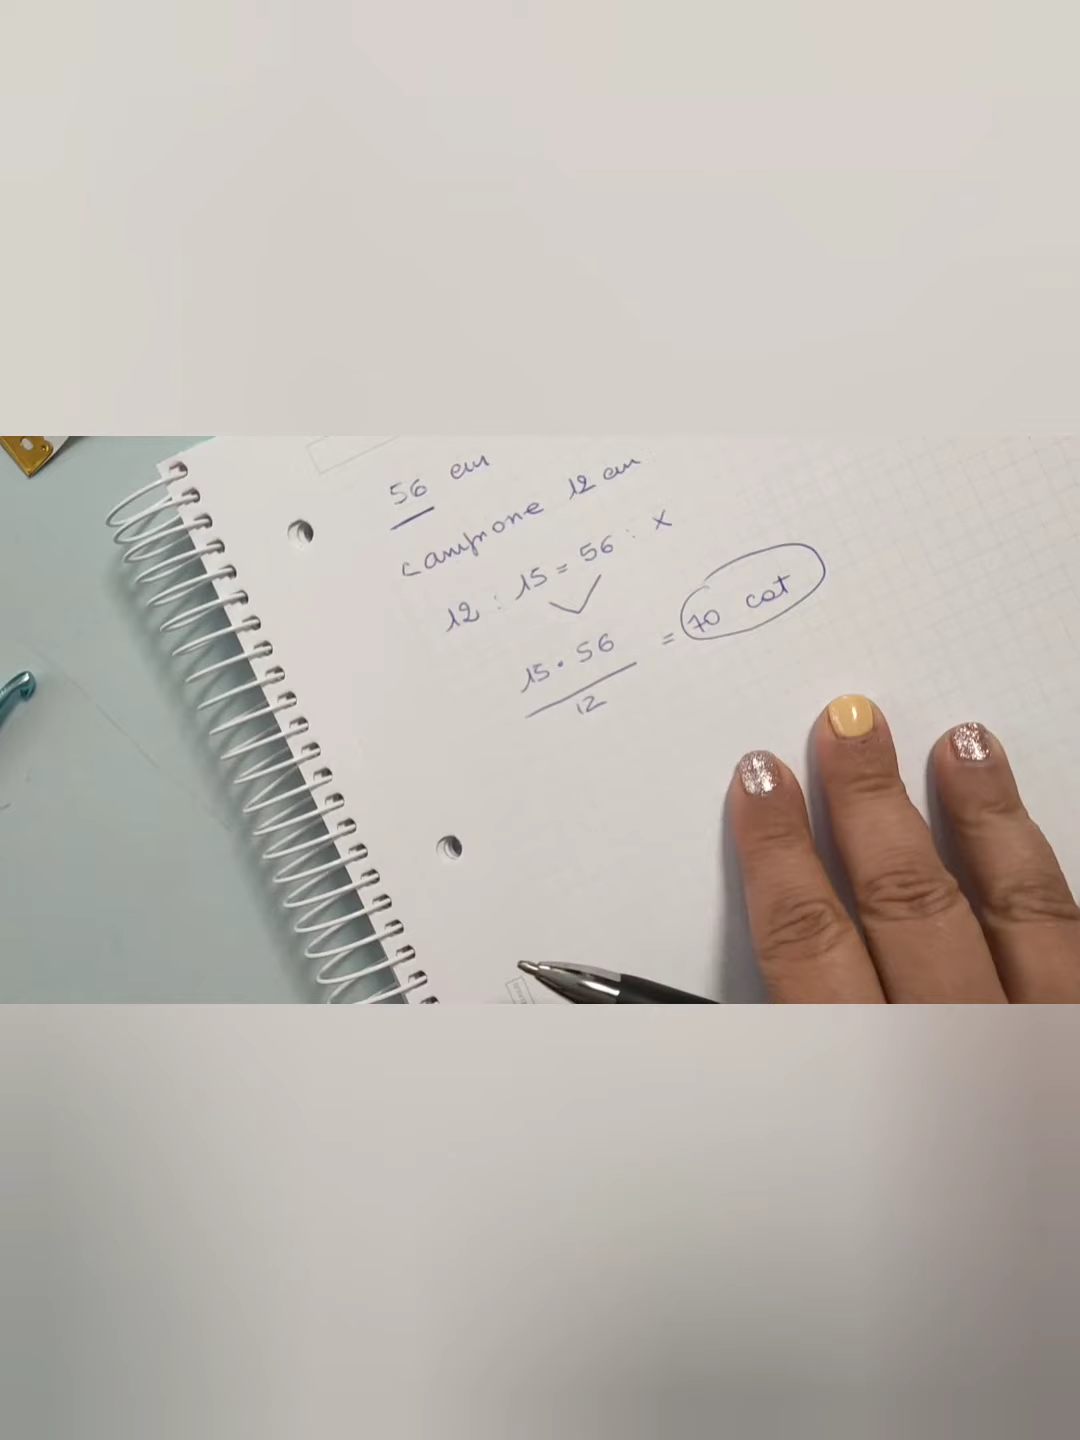 56 cm
campione 12 cm
12 : 15 = 56 : x
15 · 56 = 70 cat
12